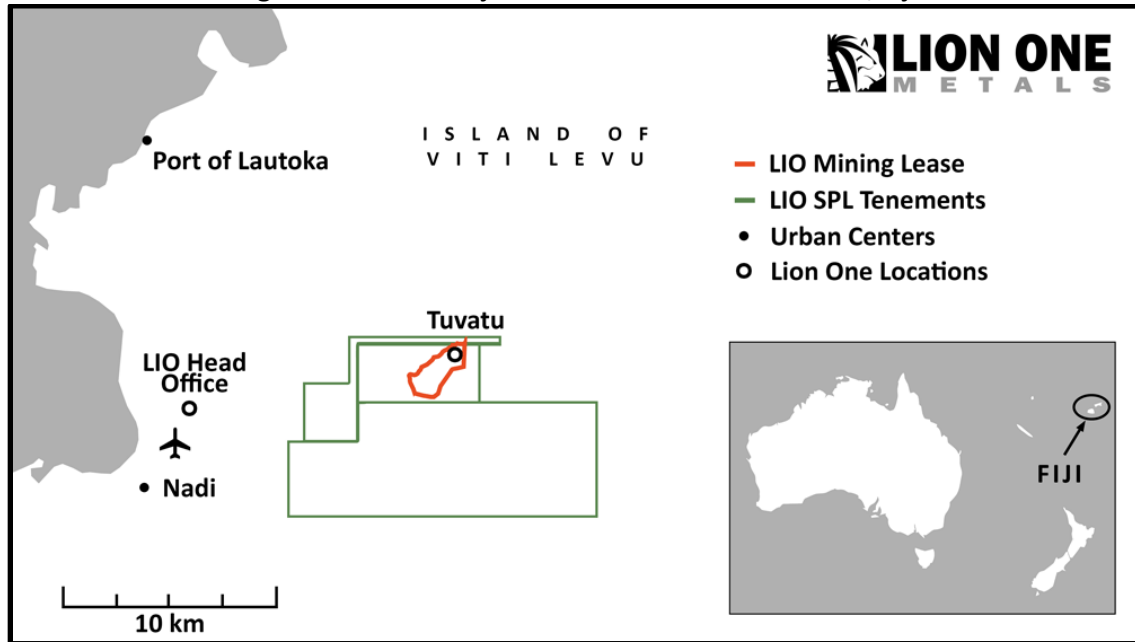 LION ONE
METALS
ISLAND OF
VITI LEVU
Port of Lautoka
LIO Mining Lease
LIO SPL Tenements
Urban Centers
Lion One Locations
Tuvatu
LIO Head
Office
Nadi
FIJI
10 km